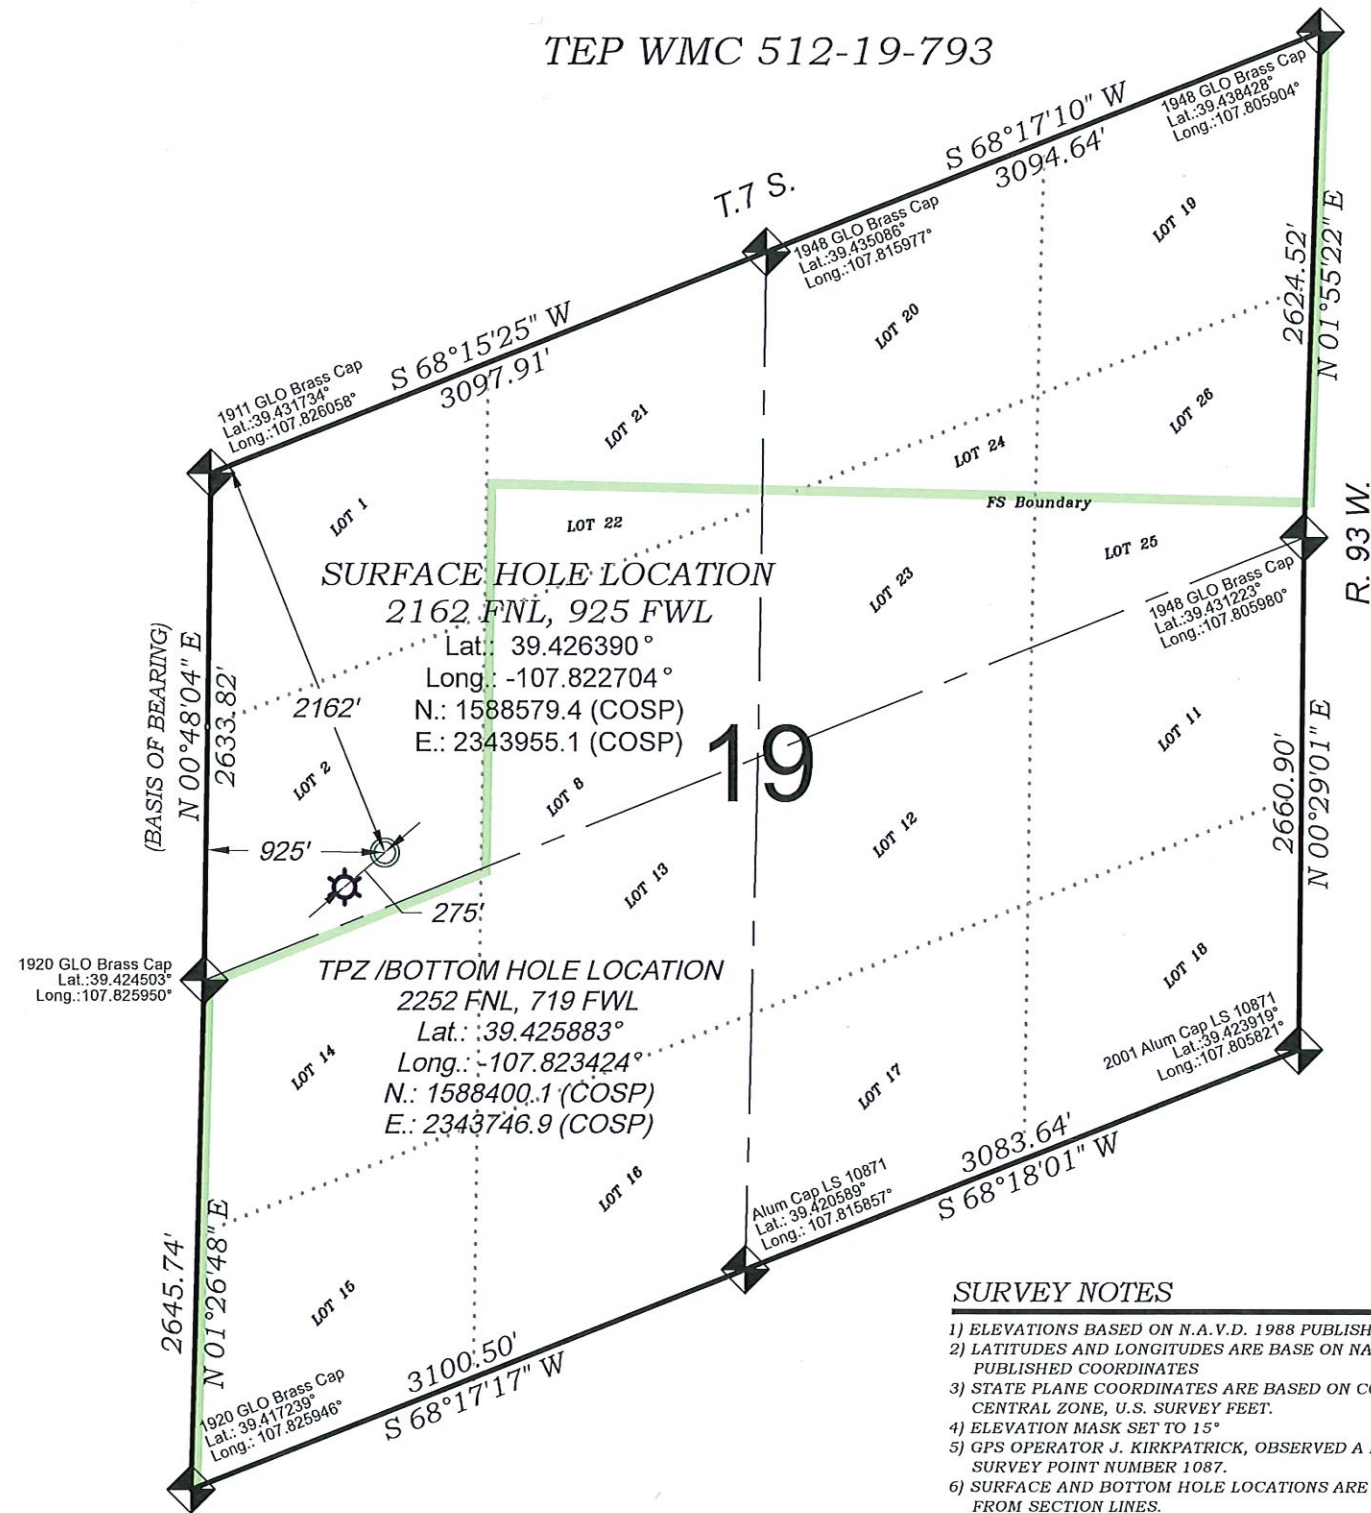 TEP WMC 512-19-793
1948 GLO Brass Cap
Lat.:39.438428°
Long.:107.805904°
S 68°17'10" W
3094.64'
T.7 S.
1948 GLO Brass Cap
Lat.:39.435086°
Long.:107.815977°
LOT 19
LOT 20
2624.52'
N 01°55'22" E
S 68°15'25" W
3097.91'
1911 GLO Brass Cap
Lat.:39.431734°
Long.:107.826058°
LOT 21
LOT 26
LOT 24
LOT 1
LOT 22
FS Boundary
LOT 25
R. 93 W.
SURFACE HOLE LOCATION
2162 FNL, 925 FWL
Lat.: 39.426390°
Long.: -107.822704°
N.: 1588579.4 (COSP)
E.: 2343955.1 (COSP)
LOT 23
1948 GLO Brass Cap
Lat.:39.431223°
Long.:107.805980°
(BASIS OF BEARING)
N 00°48'04" E
2633.82'
2162'
19
LOT 11
LOT 2
LOT 8
2660.90'
N 00°29'01" E
LOT 12
925'
LOT 13
275'
LOT 18
1920 GLO Brass Cap
Lat.:39.424503°
Long.:107.825950°
TPZ /BOTTOM HOLE LOCATION
2252 FNL, 719 FWL
Lat.: 39.425883°
Long.: -107.823424°
N.: 1588400.1 (COSP)
E.: 2343746.9 (COSP)
2001 Alum Cap LS 10871
Lat.:39.423919°
Long.:107.805821°
LOT 14
LOT 17
LOT 16
3083.64'
S 68°18'01" W
Alum Cap LS 10871
Lat.: 39.420589°
Long.: 107.815857°
2645.74'
N 01°26'48" E
LOT 15
3100.50'
S 68°17'17" W
1920 GLO Brass Cap
Lat.: 39.417239°
Long.: 107.825946°
SURVEY NOTES
1) ELEVATIONS BASED ON N.A.V.D. 1988 PUBLISH
2) LATITUDES AND LONGITUDES ARE BASE ON NA
PUBLISHED COORDINATES
3) STATE PLANE COORDINATES ARE BASED ON CO
CENTRAL ZONE, U.S. SURVEY FEET.
4) ELEVATION MASK SET TO 15°
5) GPS OPERATOR J. KIRKPATRICK, OBSERVED A
SURVEY POINT NUMBER 1087.
6) SURFACE AND BOTTOM HOLE LOCATIONS ARE
FROM SECTION LINES.